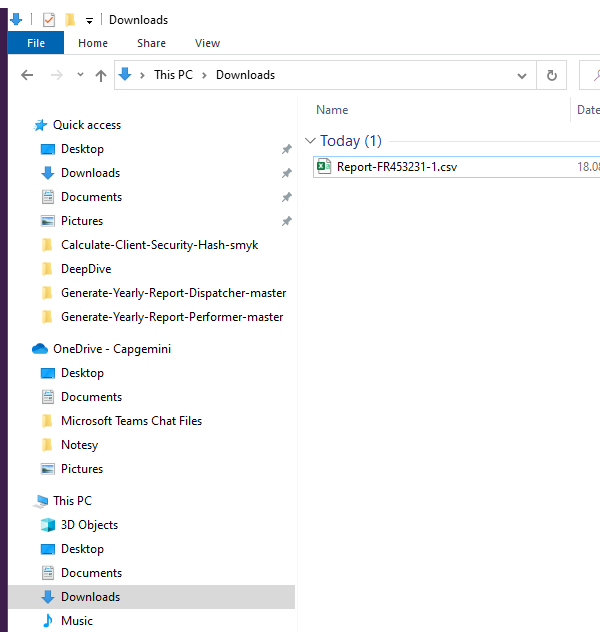 Downloads
File Home Share View
This PC Downloads
Name Date
Today (1)
Report-FR453231-1.csv 18.0
Quick access
Desktop
Downloads
Documents
Pictures
Calculate-Client-Security-Hash-smyk
DeepDive
Generate-Yearly-Report-Dispatcher-master
Generate-Yearly-Report-Performer-master
OneDrive - Capgemini
Desktop
Documents
Microsoft Teams Chat Files
Notesy
Pictures
This PC
3D Objects
Desktop
Documents
Downloads
Music